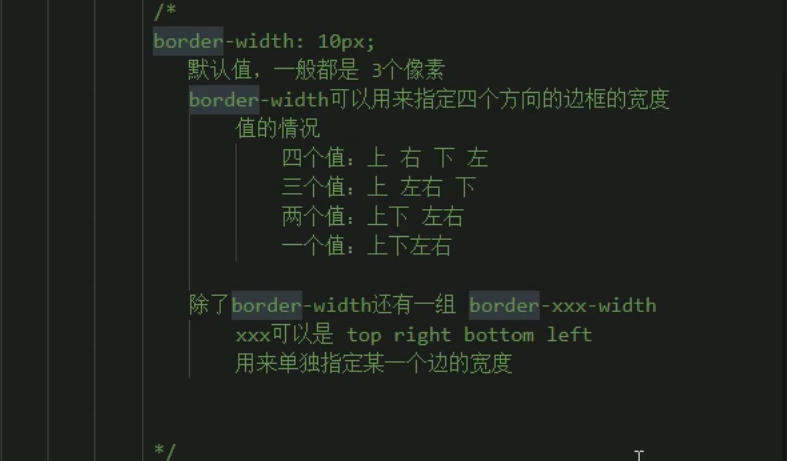 /*
border-width: 10px;
默认值，一般都是 3个像素
border-width可以用来指定四个方向的边框的宽度
值的情况
四个值：上 右 下 左
三个值：上 左右 下
两个值：上下 左右
一个值：上下左右
除了border-width还有一组 border-xxx-width
xxx可以是 top right bottom left
用来单独指定某一个边的宽度
*/